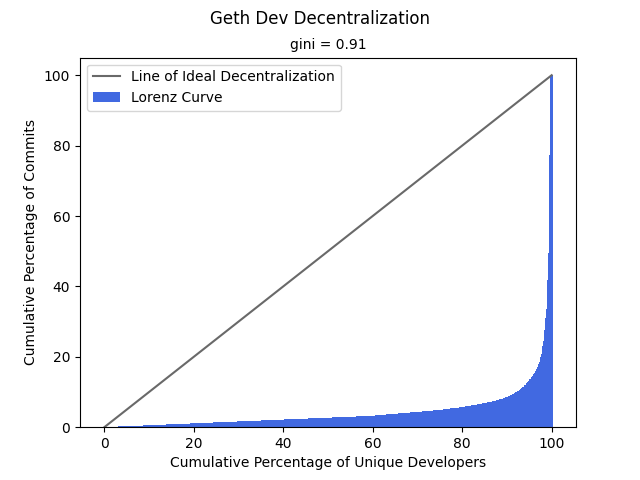 Geth Dev Decentralization
gini = 0.91
Line of Ideal Decentralization
Lorenz Curve
Cumulative Percentage of Commits
100
80
60
40
20
0
0 20 40 60 80 100
Cumulative Percentage of Unique Developers